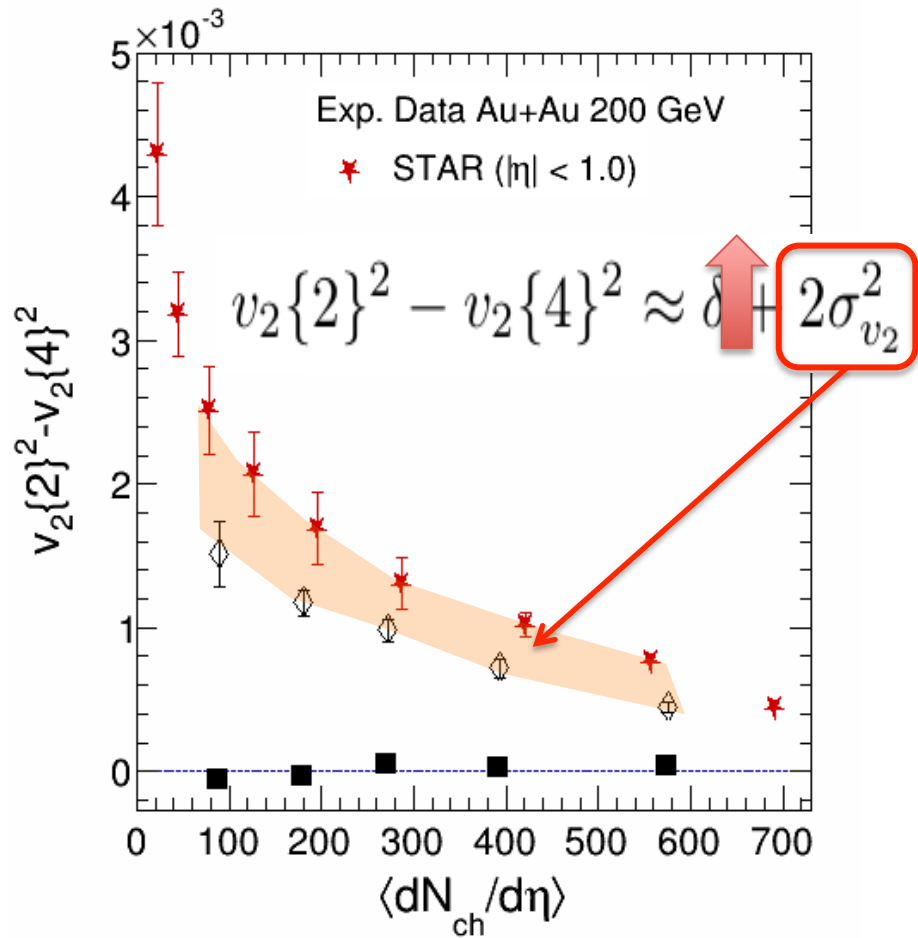 5×10⁻³
Exp. Data Au+Au 200 GeV
STAR (|η| < 1.0)
v₂{2}² − v₂{4}² ≈ δ + 2σ²ᵥ₂
v₂{2}²-v₂{4}²
4
3
2
1
0
0 100 200 300 400 500 600 700
⟨dN_ch/dη⟩